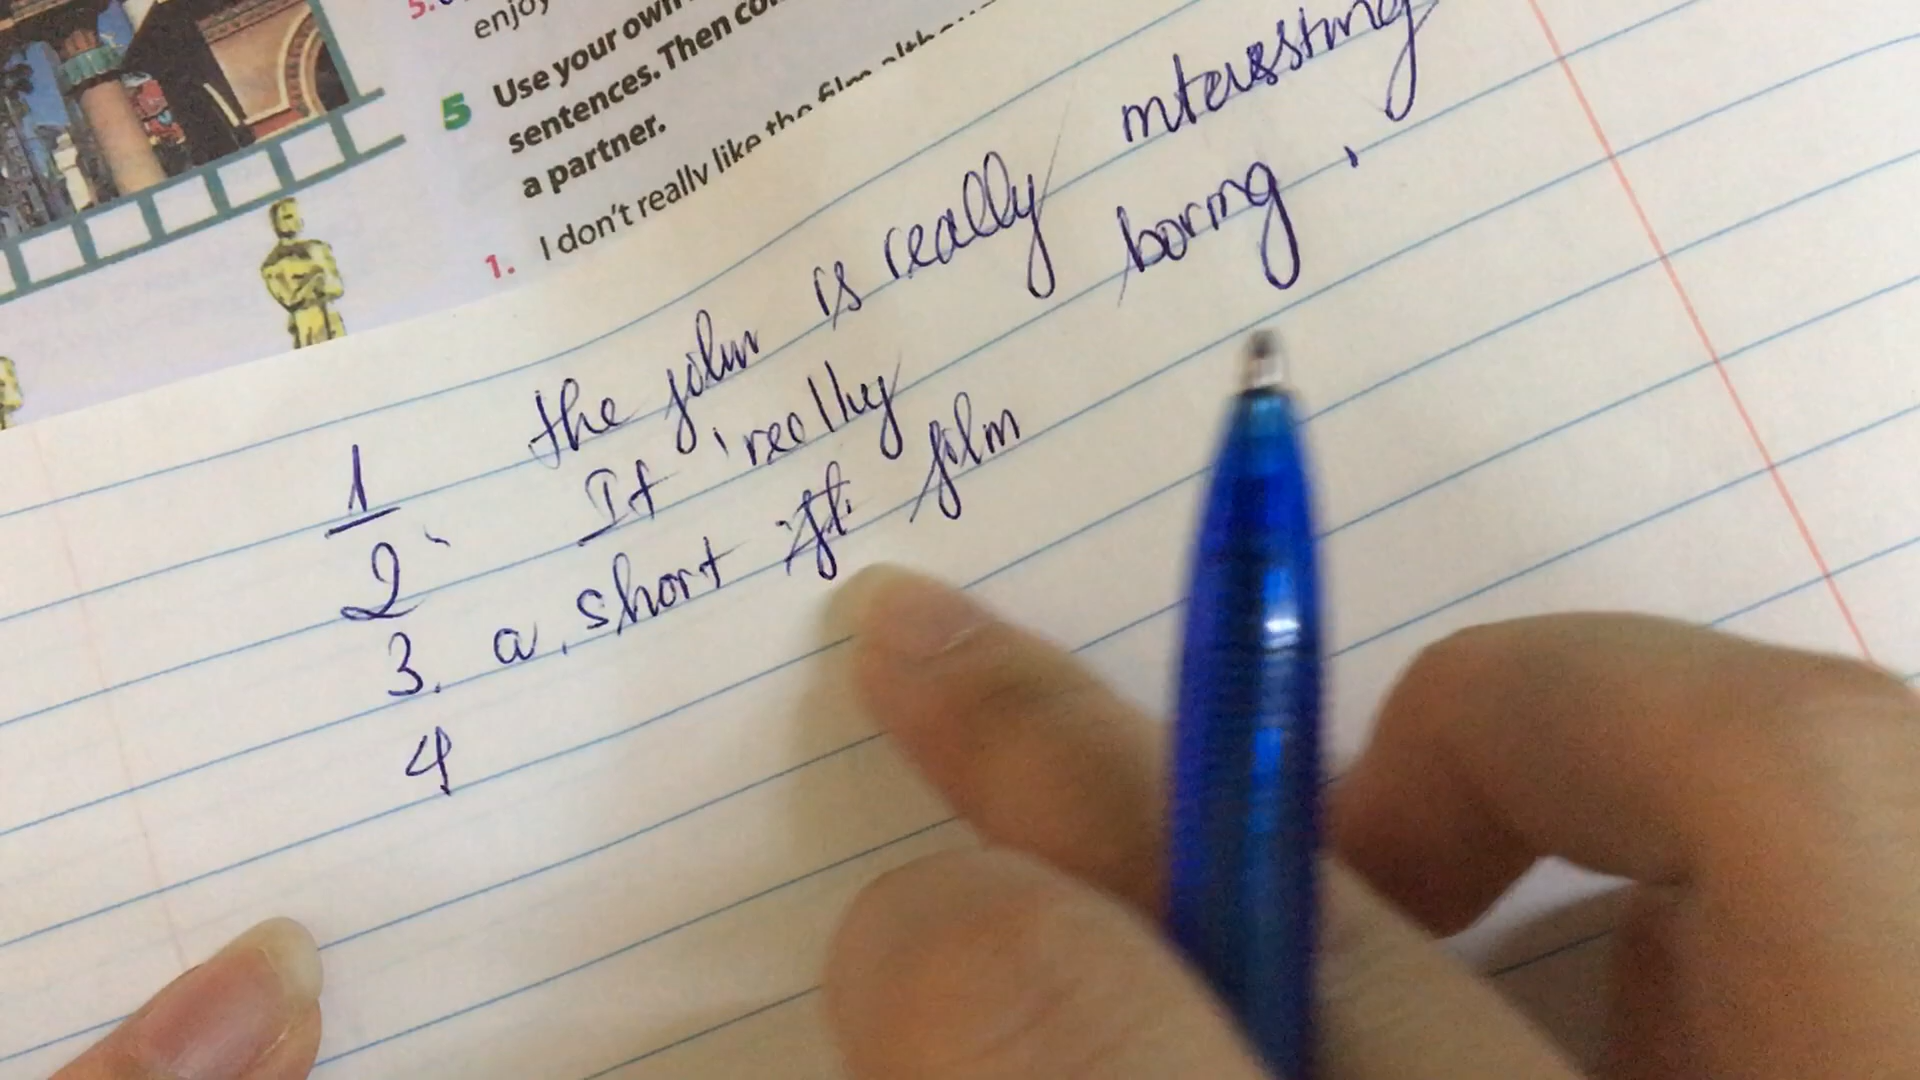 5.
enjoy
5 Use your own
sentences. Then
a partner.
1. I don't really like the film
1 the film is really interesting
2 It really boring.
3. a short film
4